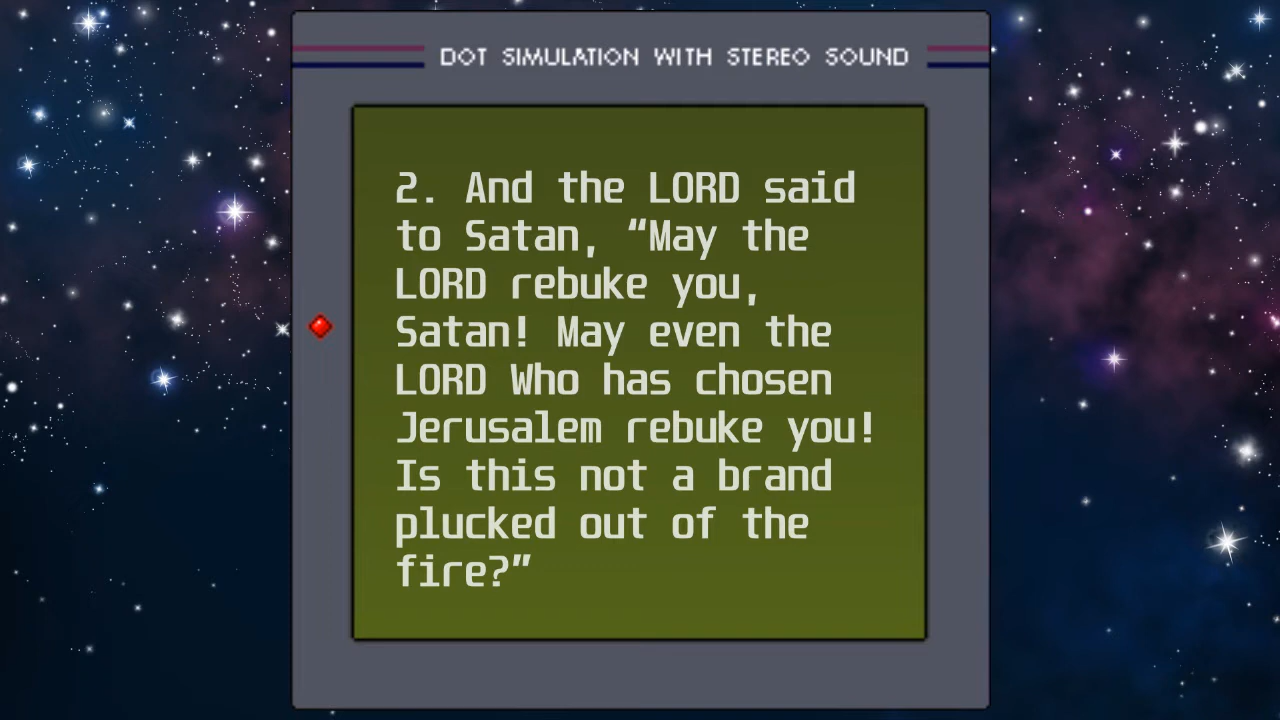 DOT SIMULATION WITH STEREO SOUND
2. And the LORD said
to Satan, “May the
LORD rebuke you,
Satan! May even the
LORD Who has chosen
Jerusalem rebuke you!
Is this not a brand
plucked out of the
fire?”